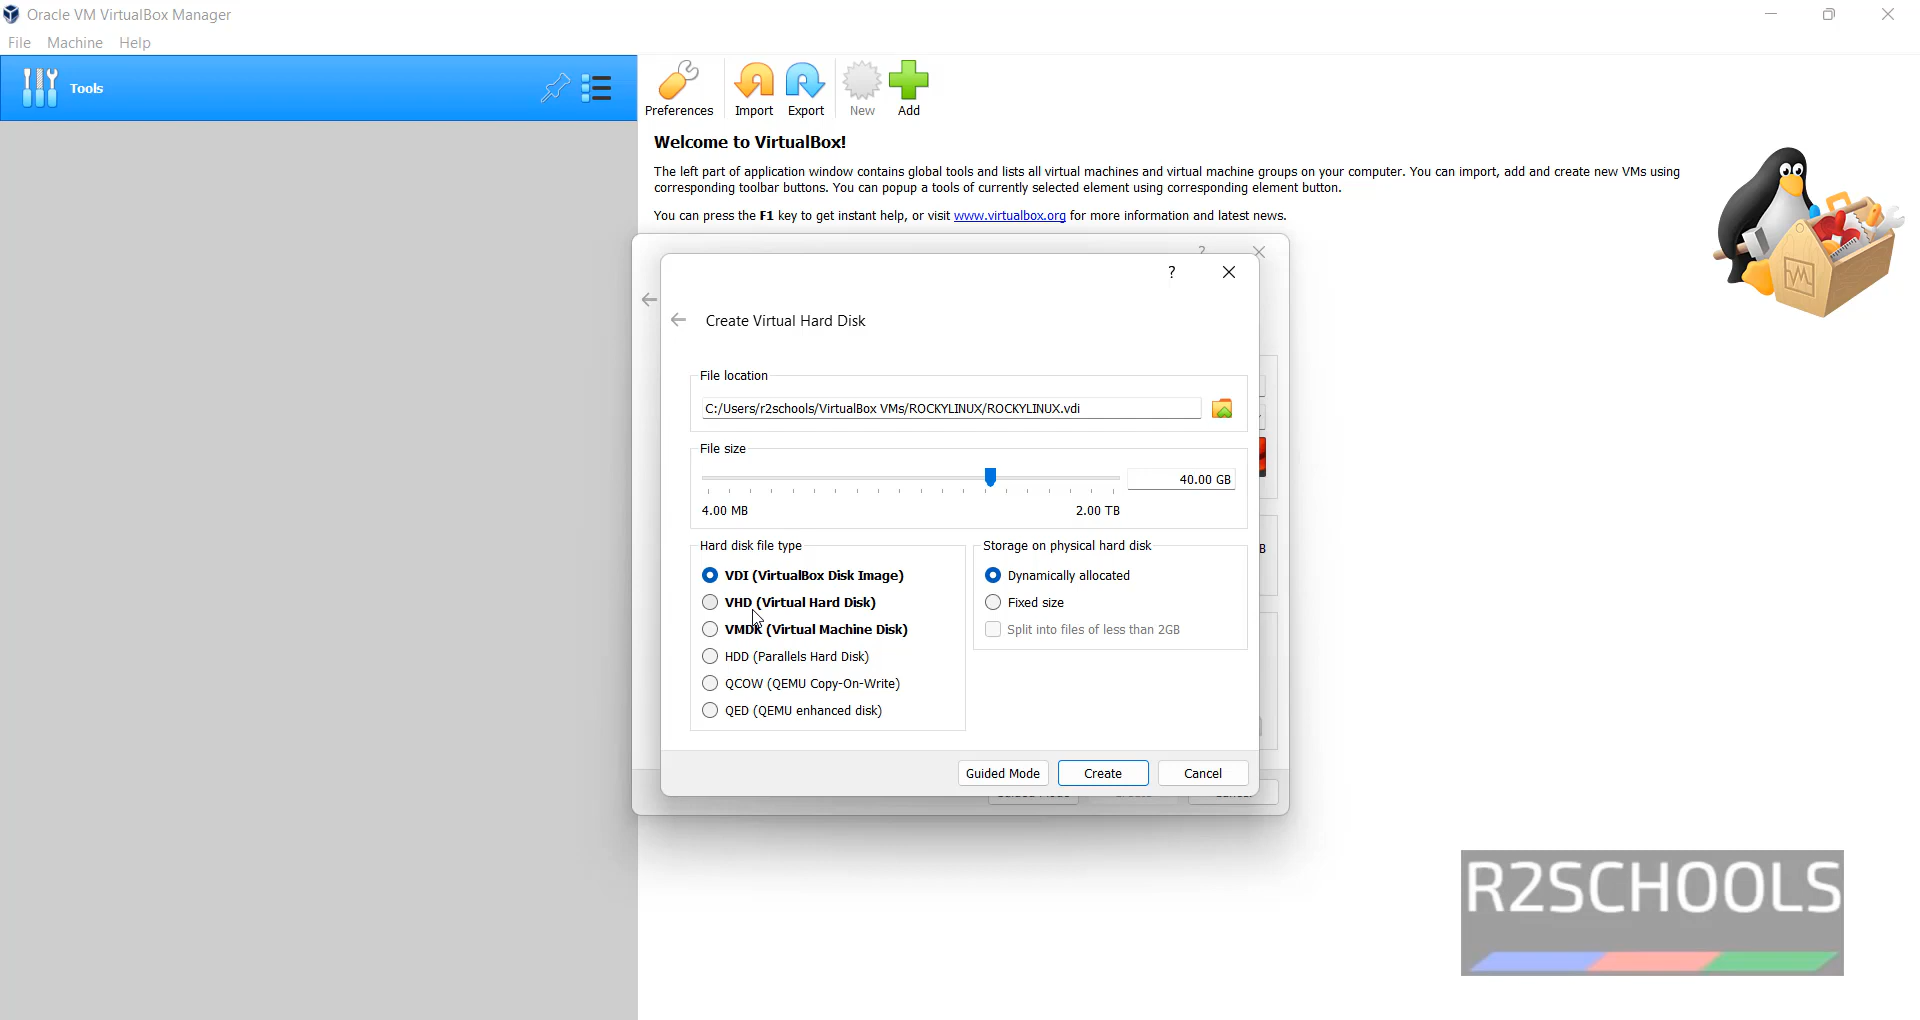 Oracle VM VirtualBox Manager
File Machine Help
Tools
Preferences Import Export New Add
Welcome to VirtualBox!
The left part of application window contains global tools and lists all virtual machines and virtual machine groups on your computer. You can import, add and create new VMs using
corresponding toolbar buttons. You can popup a tools of currently selected element using corresponding element button.
You can press the F1 key to get instant help, or visit www.virtualbox.org for more information and latest news.
?
?
Create Virtual Hard Disk
File location
C:/Users/r2schools/VirtualBox VMs/ROCKYLINUX/ROCKYLINUX.vdi
File size
40.00 GB
4.00 MB 2.00 TB
Hard disk file type
VDI (VirtualBox Disk Image)
VHD (Virtual Hard Disk)
VMDK (Virtual Machine Disk)
HDD (Parallels Hard Disk)
QCOW (QEMU Copy-On-Write)
QED (QEMU enhanced disk)
Storage on physical hard disk
Dynamically allocated
Fixed size
Split into files of less than 2GB
B
Guided Mode Create Cancel
R2SCHOOLS